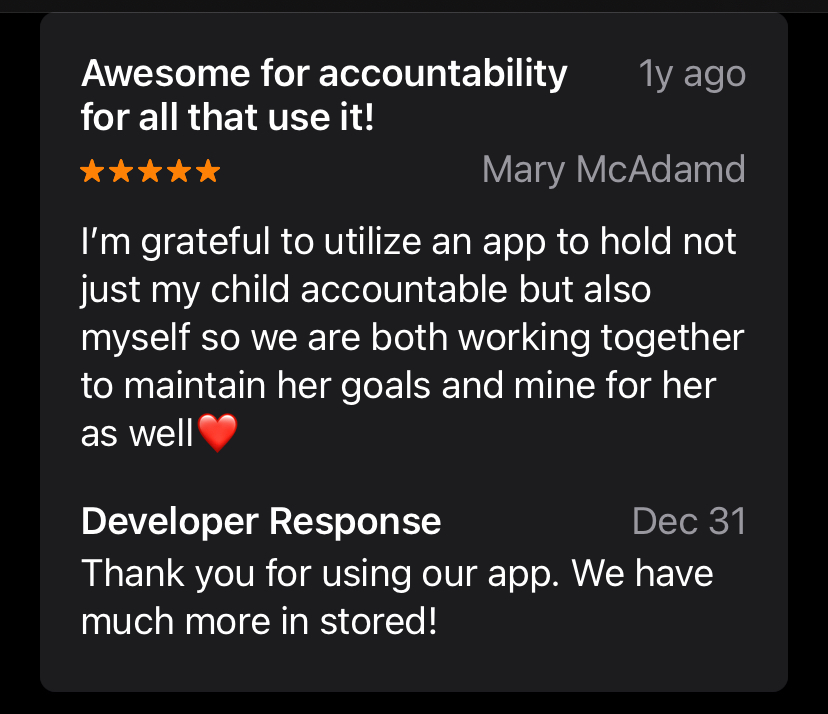 Awesome for accountability
for all that use it!
1y ago
★★★★★
Mary McAdamd
I’m grateful to utilize an app to hold not
just my child accountable but also
myself so we are both working together
to maintain her goals and mine for her
as well❤️
Developer Response
Dec 31
Thank you for using our app. We have
much more in stored!